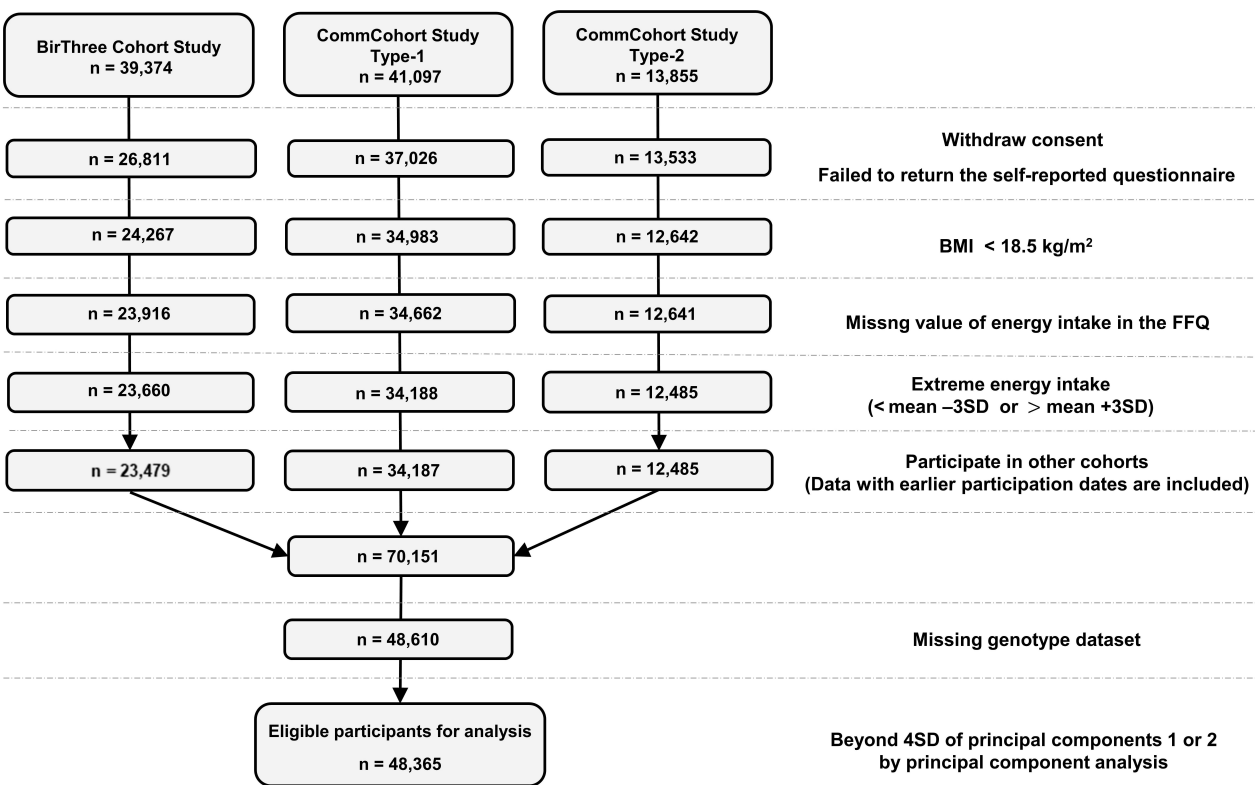 BirThree Cohort Study
n = 39,374
CommCohort Study
Type-1
n = 41,097
CommCohort Study
Type-2
n = 13,855
n = 26,811
n = 37,026
n = 13,533
Withdraw consent
Failed to return the self-reported questionnaire
n = 24,267
n = 34,983
n = 12,642
BMI < 18.5 kg/m²
n = 23,916
n = 34,662
n = 12,641
Missng value of energy intake in the FFQ
n = 23,660
n = 34,188
n = 12,485
Extreme energy intake
(< mean –3SD or > mean +3SD)
n = 23,479
n = 34,187
n = 12,485
Participate in other cohorts
(Data with earlier participation dates are included)
n = 70,151
n = 48,610
Missing genotype dataset
Eligible participants for analysis
n = 48,365
Beyond 4SD of principal components 1 or 2
by principal component analysis